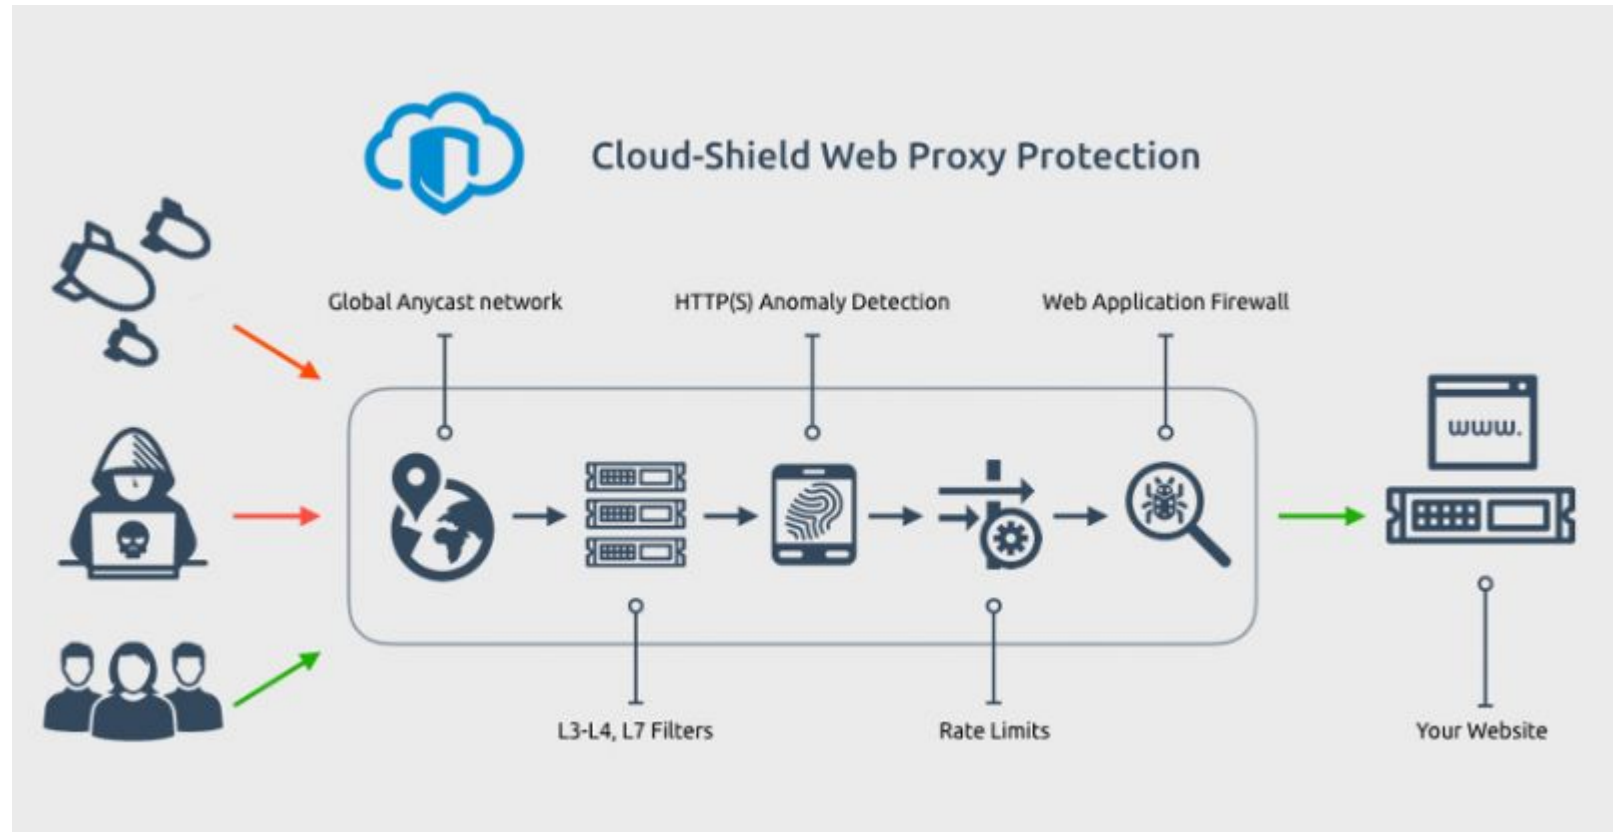 Cloud-Shield Web Proxy Protection
Global Anycast network
HTTP(S) Anomaly Detection
Web Application Firewall
www.
L3-L4, L7 Filters
Rate Limits
Your Website